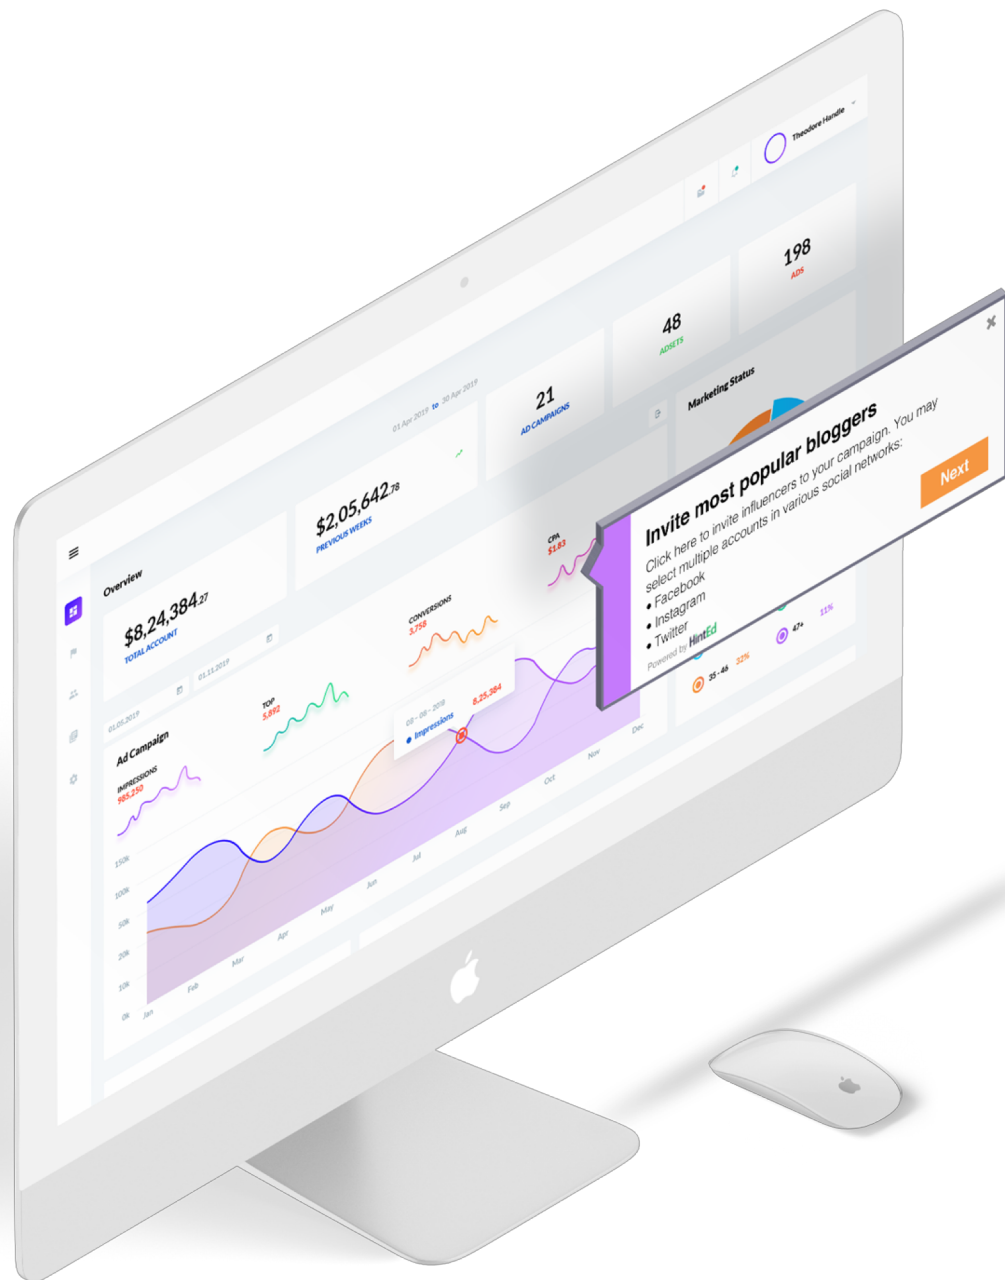 Theodore Handle
198
ADS
48
ADSETS
21
AD CAMPAIGNS
01 Apr 2019 to 30 Apr 2019
$2,05,642.78
PREVIOUS WEEKS
Overview
$8,24,384.27
TOTAL ACCOUNT
Marketing Status
Invite most popular bloggers
Click here to invite influencers to your campaign. You may
select multiple accounts in various social networks:
• Facebook
• Instagram
• Twitter
Powered by HintEd
Next
01.05.2019
01.11.2019
Ad Campaign
IMPRESSIONS
985,250
TOP
5,892
CONVERSIONS
3,758
CPA
$1.83
08 - 08 - 2018
Impressions
8,25,384
47+
11%
35 - 46
32%
150k
100k
50k
20k
10k
0k
Jan
Feb
Mar
Apr
May
Jun
Jul
Aug
Sep
Oct
Nov
Dec